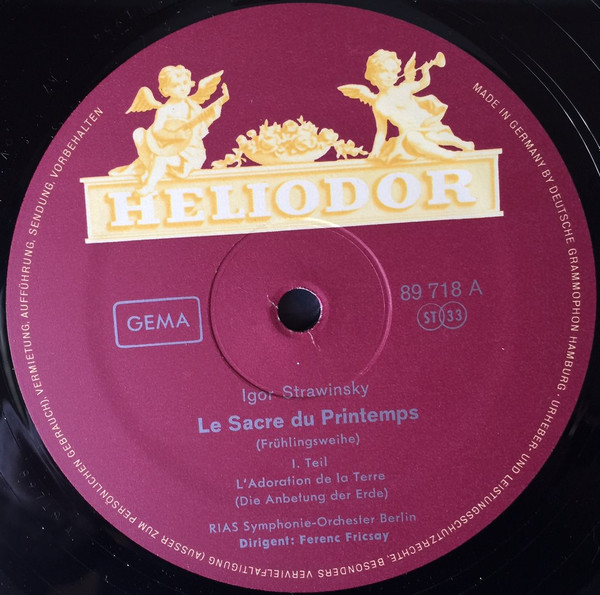 HELIODOR
GEMA
89 718 A
ST 33
Igor Strawinsky
Le Sacre du Printemps
(Frühlingsweihe)
I. Teil
L'Adoration de la Terre
(Die Anbetung der Erde)
RIAS Symphonie-Orchester Berlin
Dirigent: Ferenc Fricsay
MADE IN GERMANY BY DEUTSCHE GRAMMOPHON HAMBURG · URHEBER- UND LEISTUNGSSCHUTZRECHTE, BESONDERS VERVIELFALTIGUNG (AUSSER ZUM PERSÖNLICHEN GEBRAUCH), VERMIETUNG, AUFFÜHRUNG, SENDUNG, VORBEHALTEN